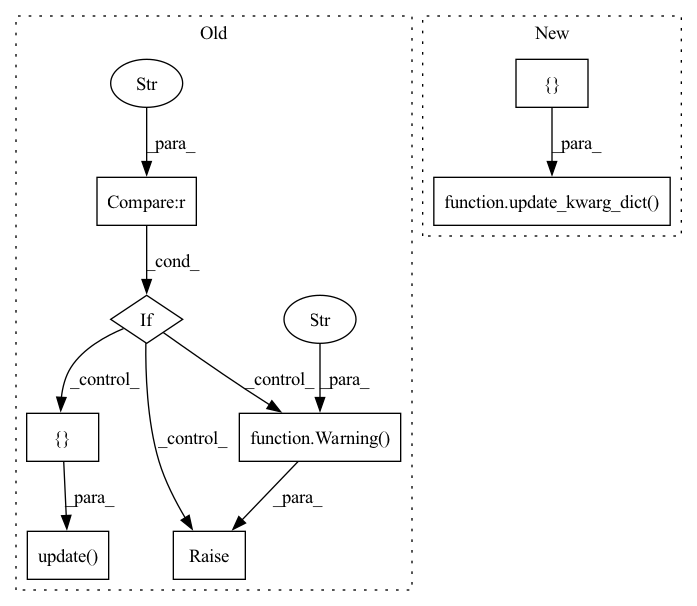 Old
New
Str
{}
_para_
_para_
Compare:r
function.update_kwarg_dict()
_cond_
If
Str
_control_
_control_
_para_
_control_
{}
function.Warning()
_para_
_para_
update()
Raise